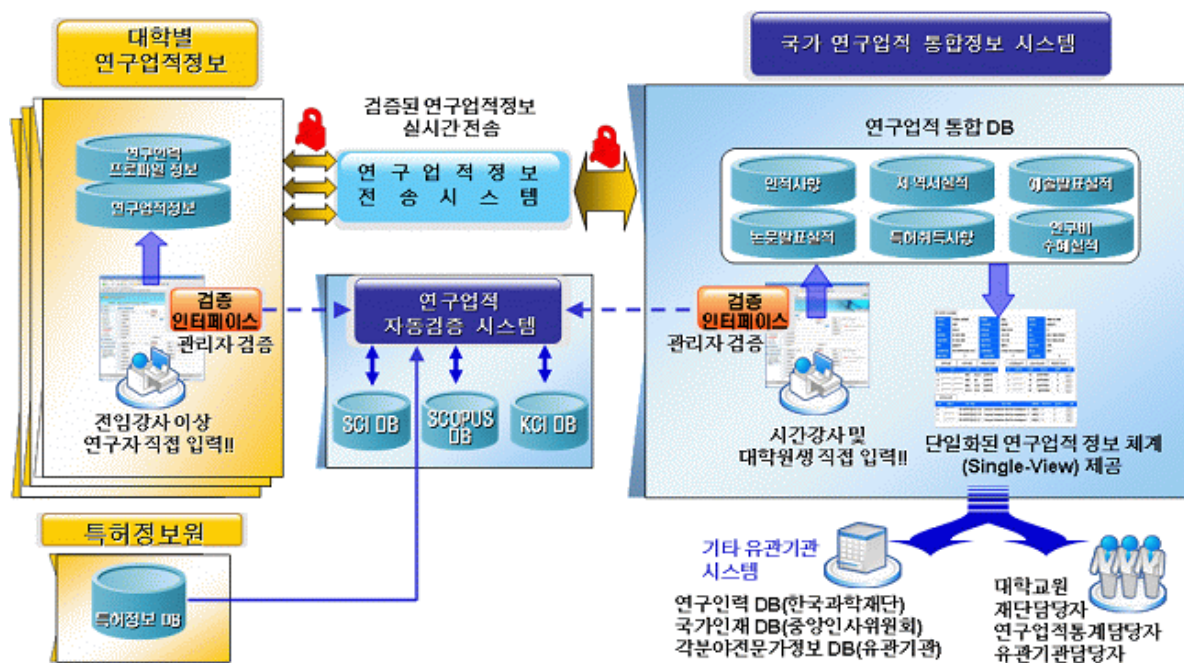 대학별
연구업적정보
연구인력
프로파일 정보
연구업적정보
검증
인터페이스
관리자 검증
전임강사 이상
연구자 직접 입력!!
검증된 연구업적정보
실시간 전송
연 구 업 적 정 보
전 송 시 스 템
연구업적
자동검증 시스템
SCI DB
SCOPUS
DB
KCI DB
특허정보원
특허정보 DB
국가 연구업적 통합정보 시스템
연구업적 통합 DB
인적사항
저·역서실적
예술발표실적
논문발표실적
특허취득사항
연구비
수혜실적
검증
인터페이스
관리자 검증
시간강사 및
대학원생 직접 입력!!
단일화된 연구업적 정보 체계
(Single-View) 제공
기타 유관기관
시스템
연구인력 DB(한국과학재단)
국가인재 DB(중앙인사위원회)
각분야전문가정보 DB(유관기관)
대학교원
재단담당자
연구업적통계담당자
유관기관담당자